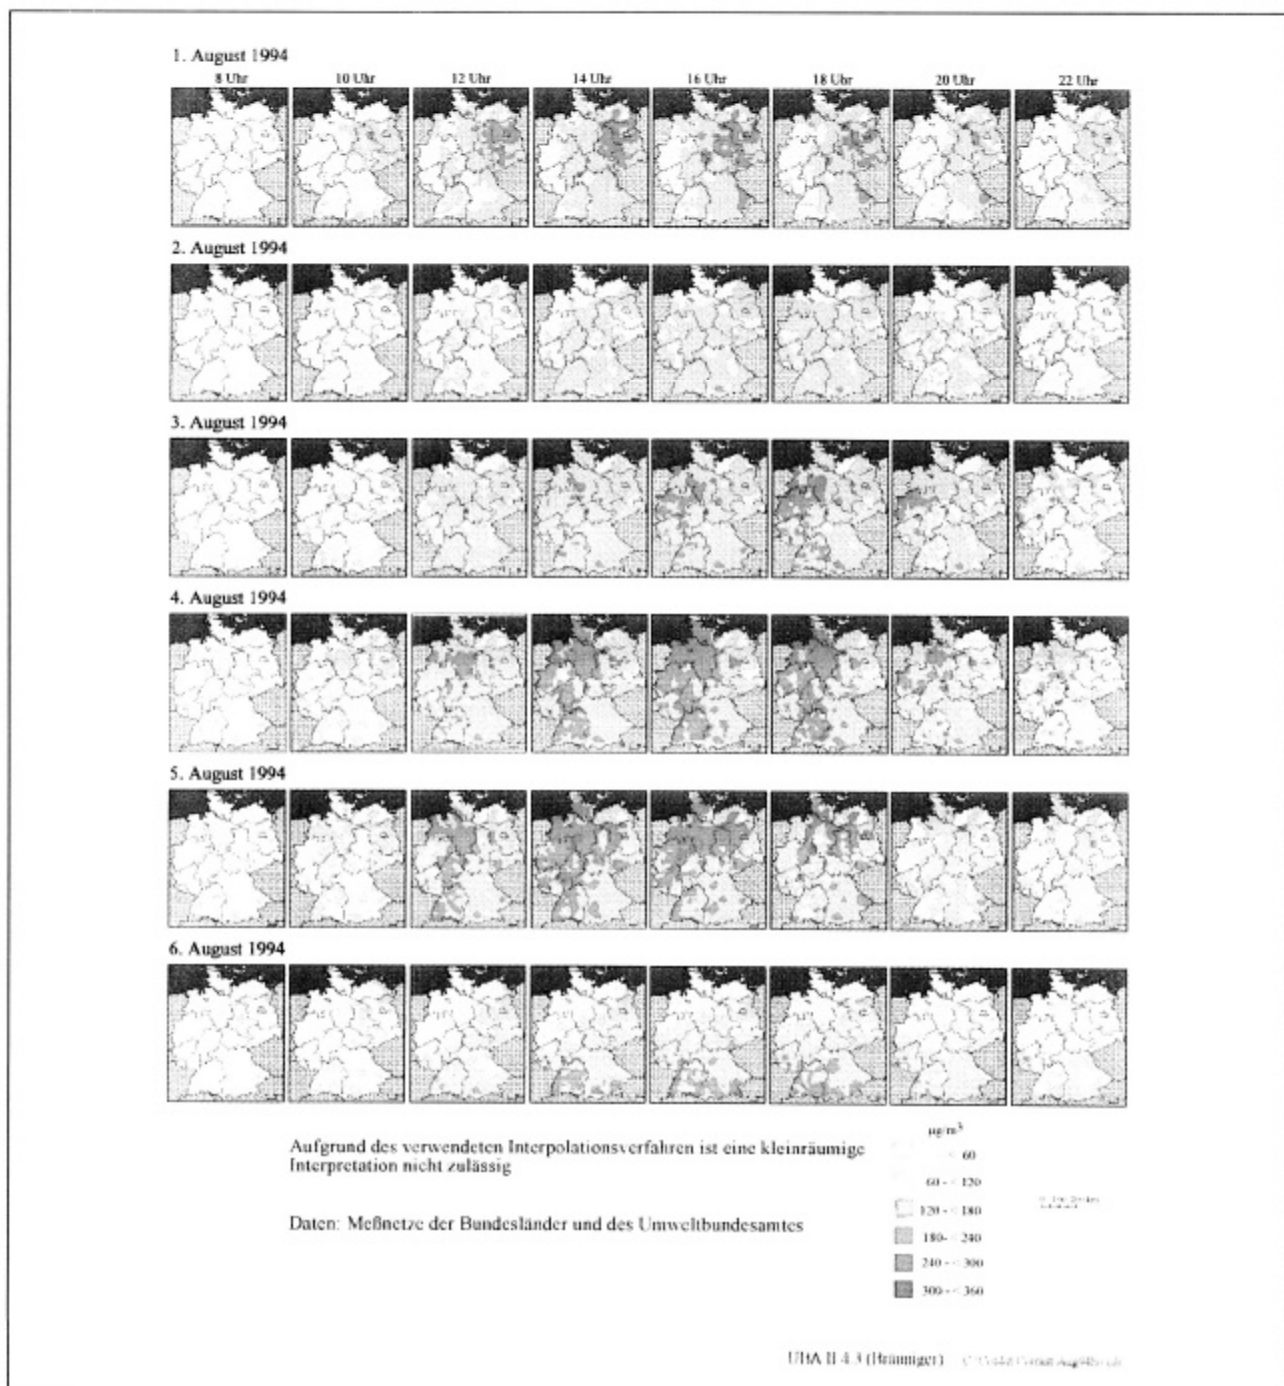 1. August 1994
8 Uhr 10 Uhr 12 Uhr 14 Uhr 16 Uhr 18 Uhr 20 Uhr 22 Uhr
2. August 1994
3. August 1994
4. August 1994
5. August 1994
6. August 1994
µg/m³
Aufgrund des verwendeten Interpolationsverfahren ist eine kleinräumige
Interpretation nicht zulässig
< 60
60 - < 120
120 - < 180
180- < 240
240 - < 300
300 - < 360
Daten: Meßnetze der Bundesländer und des Umweltbundesamtes
UBA II 4.3 (Bräuniger)